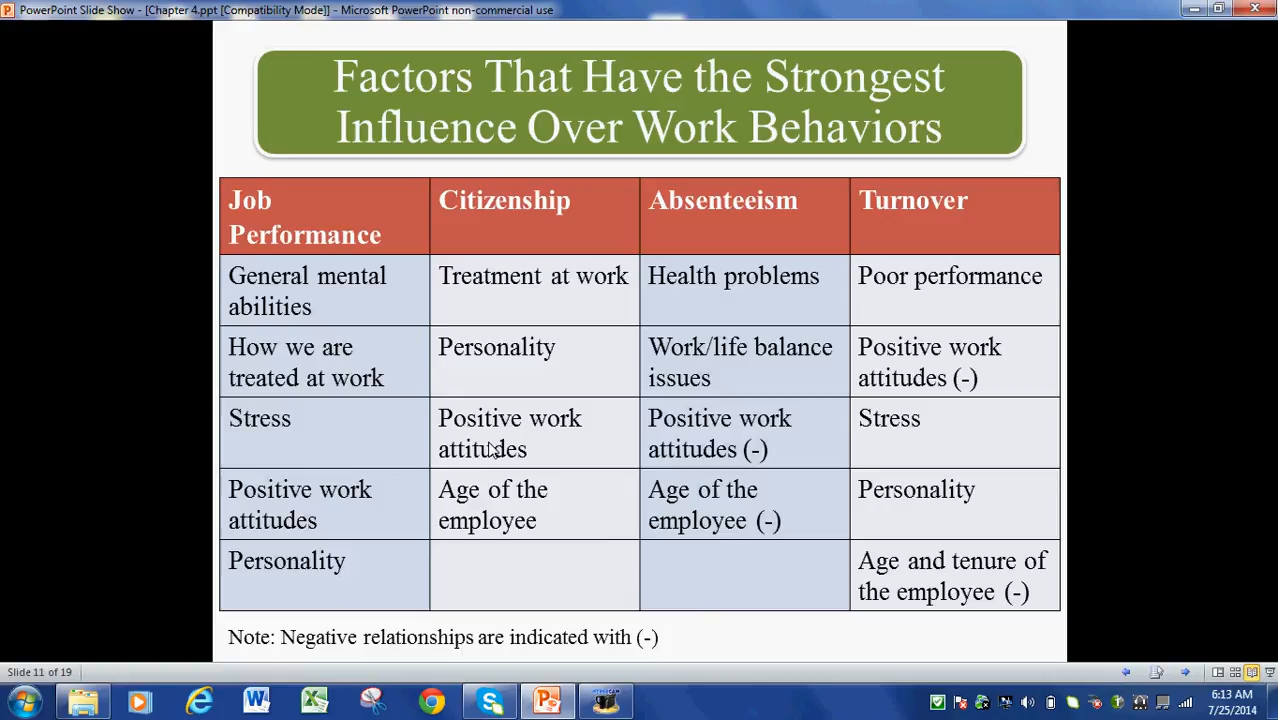 PowerPoint Slide Show - [Chapter 4.ppt [Compatibility Mode]] - Microsoft PowerPoint non-commercial use
Factors That Have the Strongest
Influence Over Work Behaviors
Job
Performance
Citizenship
Absenteeism
Turnover
General mental
abilities
Treatment at work
Health problems
Poor performance
How we are
treated at work
Personality
Work/life balance
issues
Positive work
attitudes (-)
Stress
Positive work
attitudes
Positive work
attitudes (-)
Stress
Positive work
attitudes
Age of the
employee
Age of the
employee (-)
Personality
Personality
Age and tenure of
the employee (-)
Note: Negative relationships are indicated with (-)
Slide 11 of 19
6:13 AM
7/25/2014